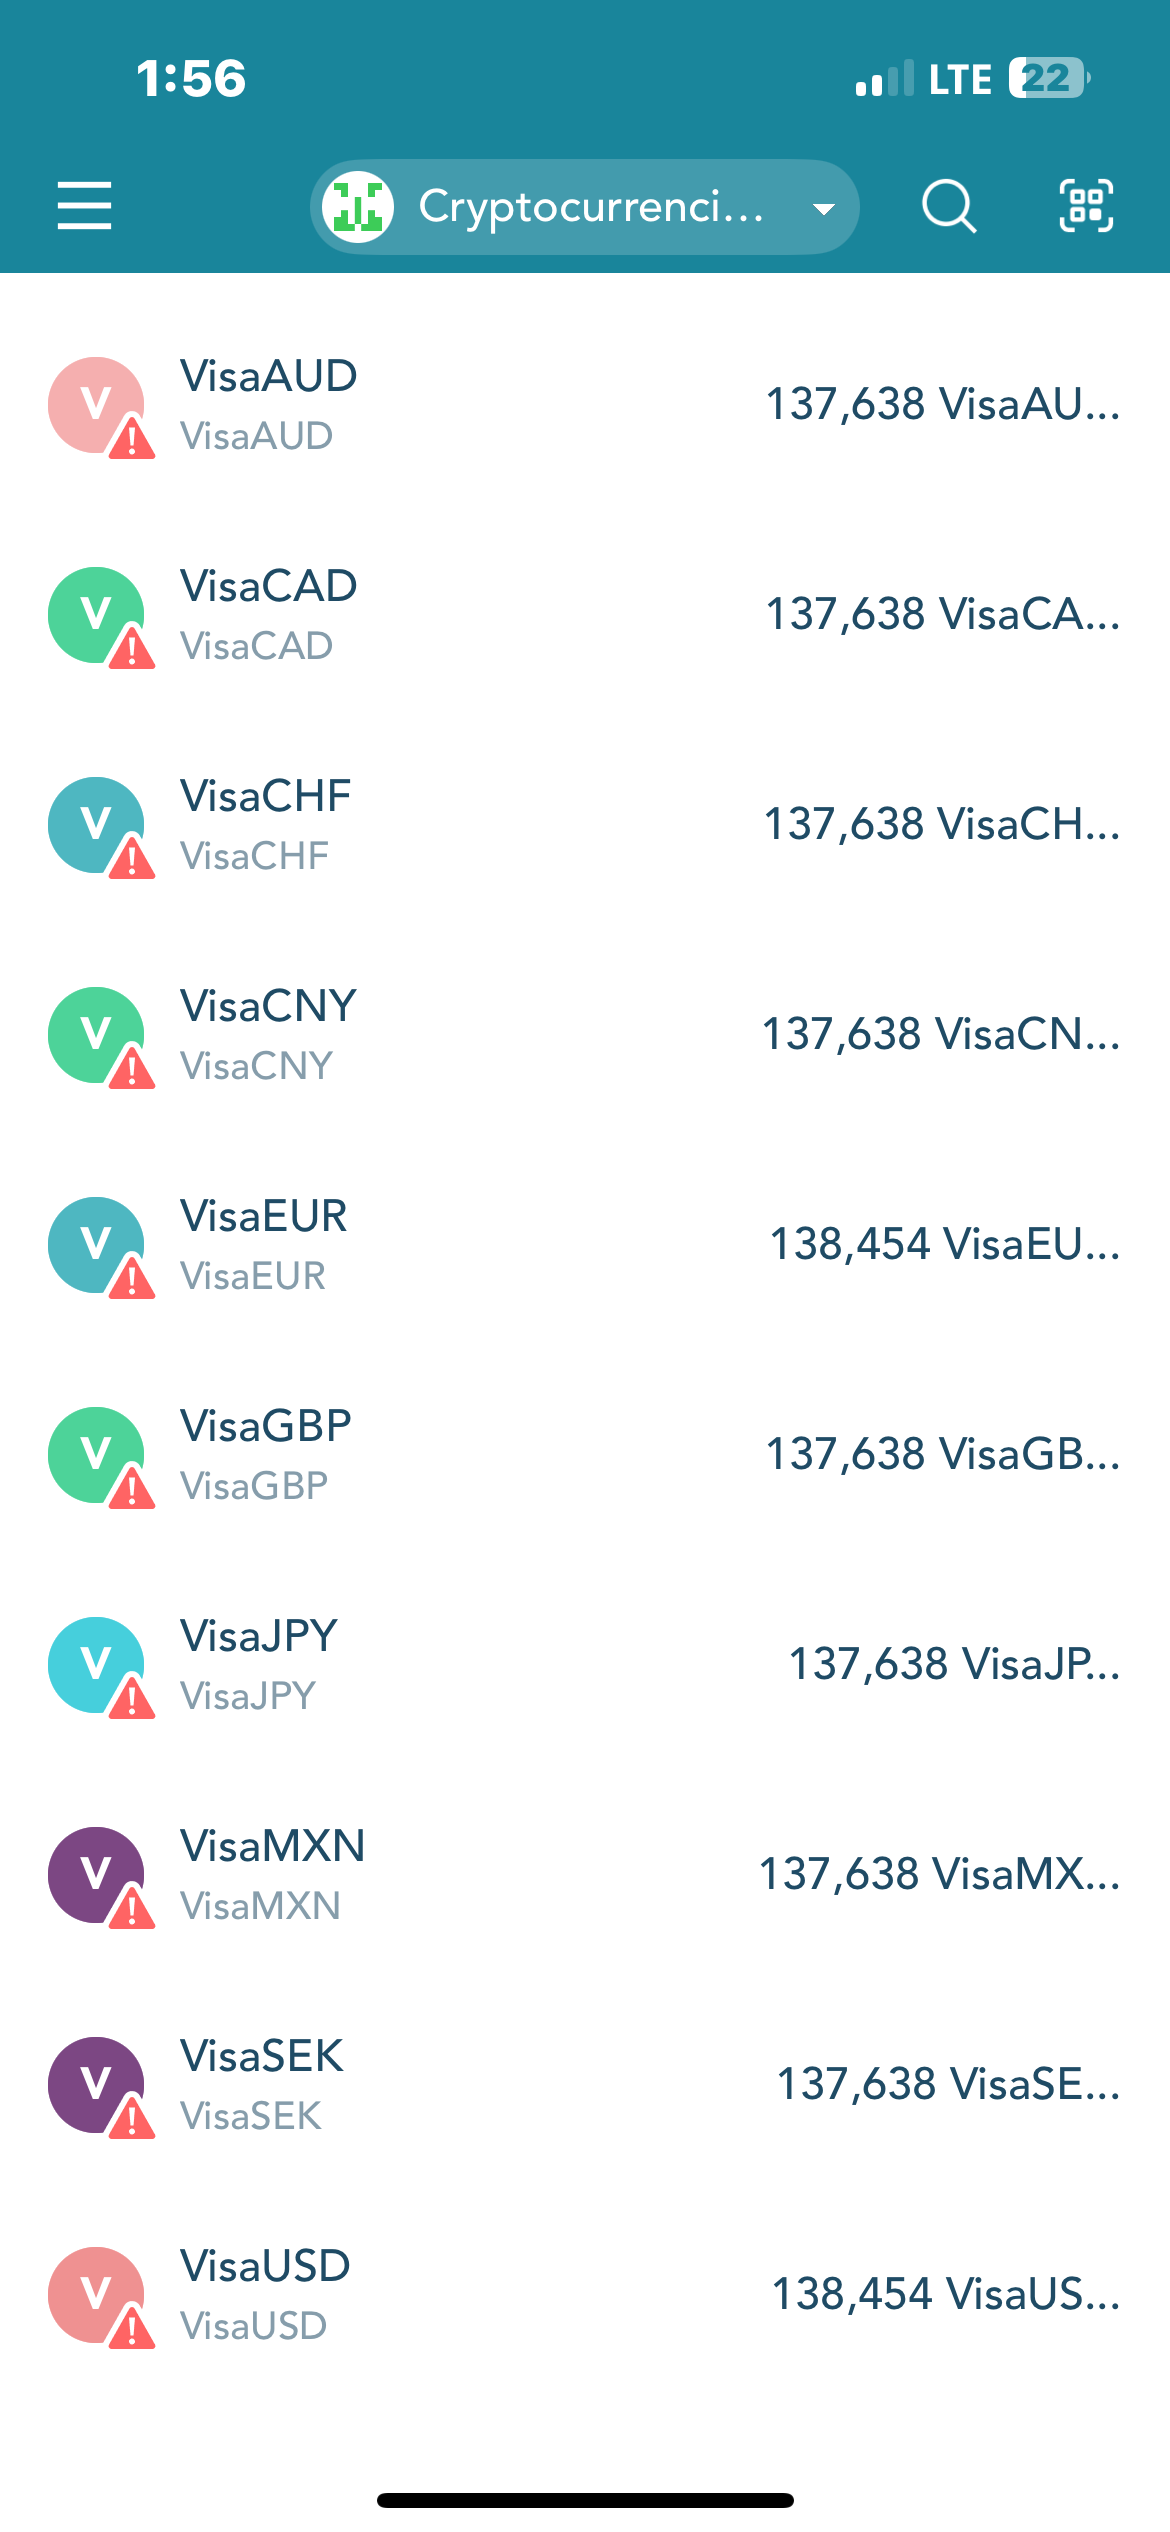 1:56
LTE 22
Cryptocurrenci...
V
VisaAUD
137,638 VisaAU...
VisaAUD
V
VisaCAD
137,638 VisaCA...
VisaCAD
V
VisaCHF
137,638 VisaCH...
VisaCHF
V
VisaCNY
137,638 VisaCN...
VisaCNY
V
VisaEUR
138,454 VisaEU...
VisaEUR
V
VisaGBP
137,638 VisaGB...
VisaGBP
V
VisaJPY
137,638 VisaJP...
VisaJPY
V
VisaMXN
137,638 VisaMX...
VisaMXN
V
VisaSEK
137,638 VisaSE...
VisaSEK
V
VisaUSD
138,454 VisaUS...
VisaUSD